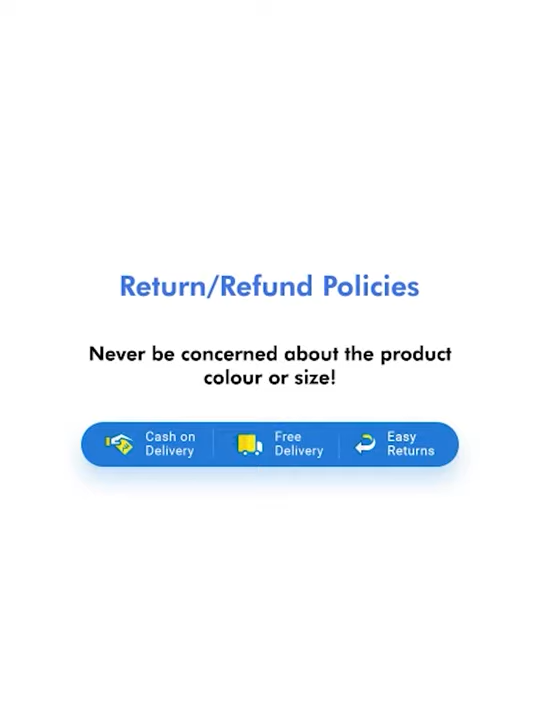 Return/Refund Policies
Never be concerned about the product
colour or size!
Cash on
Delivery
Free
Delivery
Easy
Returns